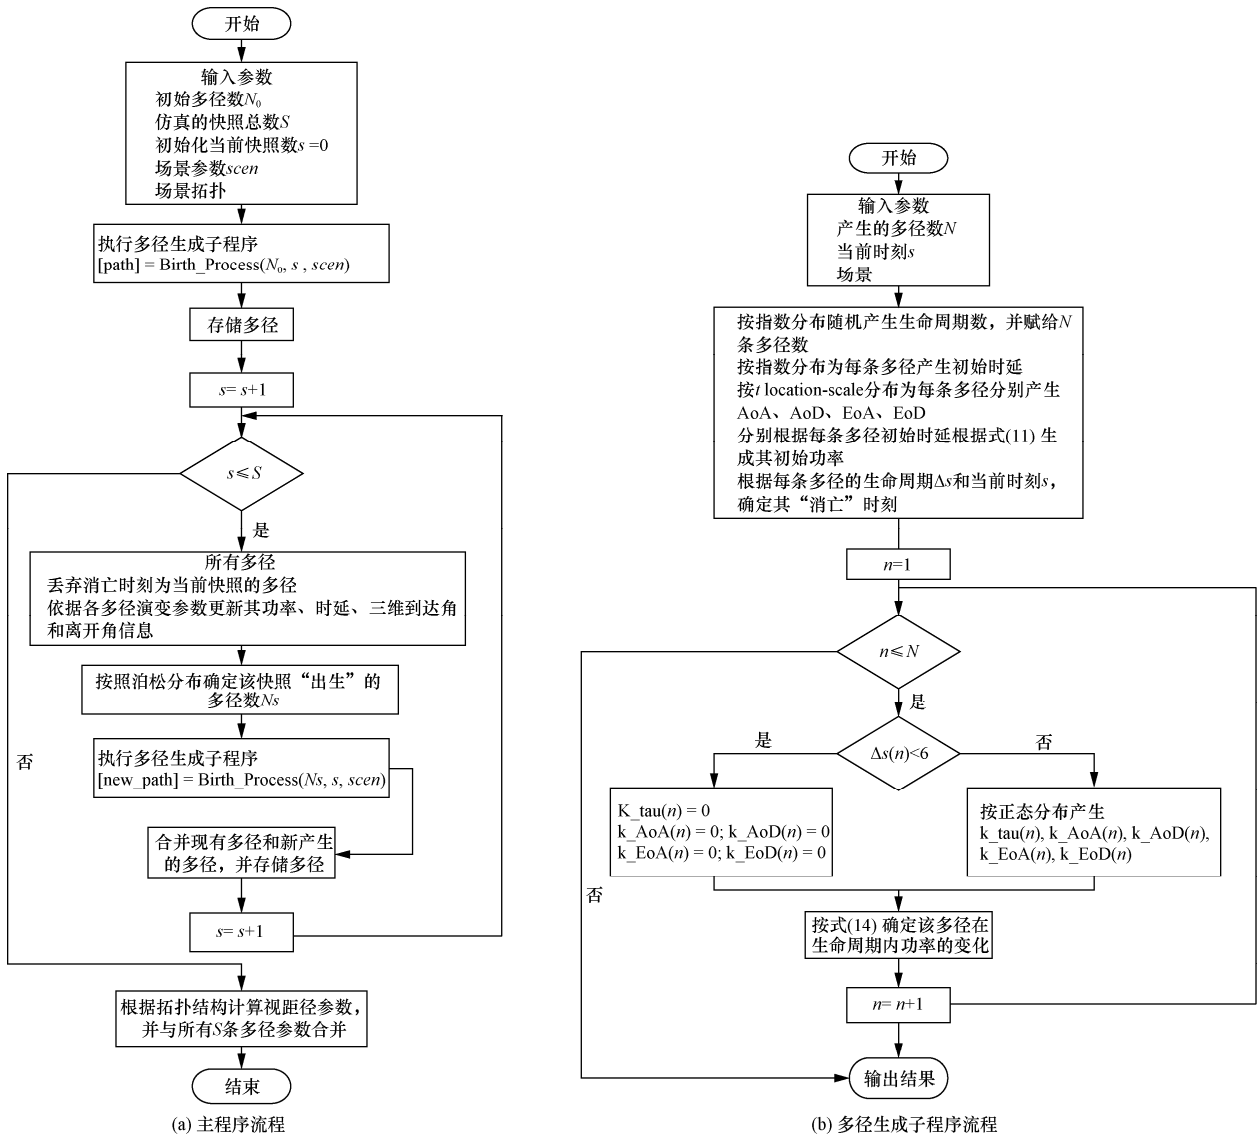 开始
输入参数
初始多径数N₀
仿真的快照总数S
初始化当前快照数s =0
场景参数scen
场景拓扑
执行多径生成子程序
[path] = Birth_Process(N₀, s , scen)
存储多径
s= s+1
s≤S
是
否
所有多径
丢弃消亡时刻为当前快照的多径
依据各多径演变参数更新其功率、时延、三维到达角
和离开角信息
按照泊松分布确定该快照“出生”的
多径数Ns
执行多径生成子程序
[new_path] = Birth_Process(Ns, s, scen)
合并现有多径和新产生
的多径，并存储多径
s= s+1
根据拓扑结构计算视距径参数，
并与所有S条多径参数合并
结束
(a) 主程序流程
开始
输入参数
产生的多径数N
当前时刻s
场景
按指数分布随机产生生命周期数，并赋给N
条多径数
按指数分布为每条多径产生初始时延
按t location-scale分布为每条多径分别产生
AoA、AoD、EoA、EoD
分别根据每条多径初始时延根据式(11) 生
成其初始功率
根据每条多径的生命周期Δs和当前时刻s，
确定其“消亡”时刻
n=1
n≤N
是
否
Δs(n)<6
是
否
K_tau(n) = 0
k_AoA(n) = 0; k_AoD(n) = 0
k_EoA(n) = 0; k_EoD(n) = 0
按正态分布产生
k_tau(n), k_AoA(n), k_AoD(n),
k_EoA(n), k_EoD(n)
按式(14) 确定该多径在
生命周期内功率的变化
n= n+1
输出结果
(b) 多径生成子程序流程